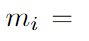 m_i =